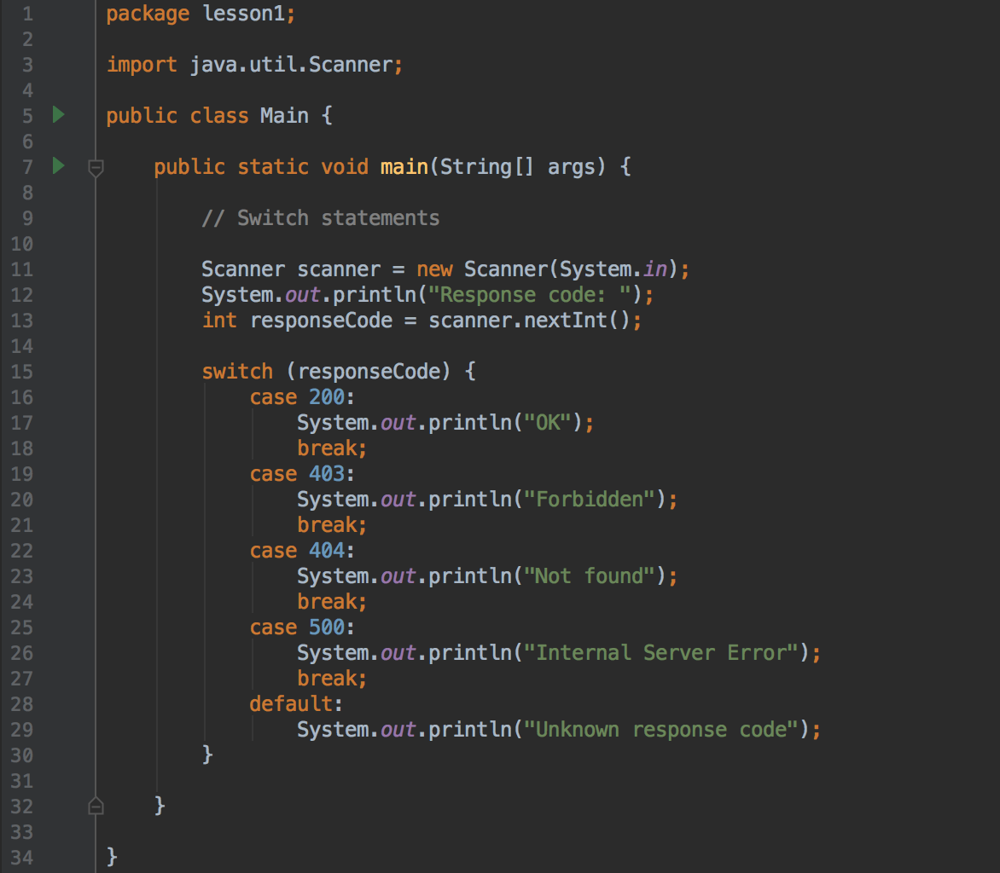 1 package lesson1;
2
3 import java.util.Scanner;
4
5 public class Main {
6
7     public static void main(String[] args) {
8
9         // Switch statements
10
11         Scanner scanner = new Scanner(System.in);
12         System.out.println("Response code: ");
13         int responseCode = scanner.nextInt();
14
15         switch (responseCode) {
16             case 200:
17                 System.out.println("OK");
18                 break;
19             case 403:
20                 System.out.println("Forbidden");
21                 break;
22             case 404:
23                 System.out.println("Not found");
24                 break;
25             case 500:
26                 System.out.println("Internal Server Error");
27                 break;
28             default:
29                 System.out.println("Unknown response code");
30         }
31
32     }
33
34 }